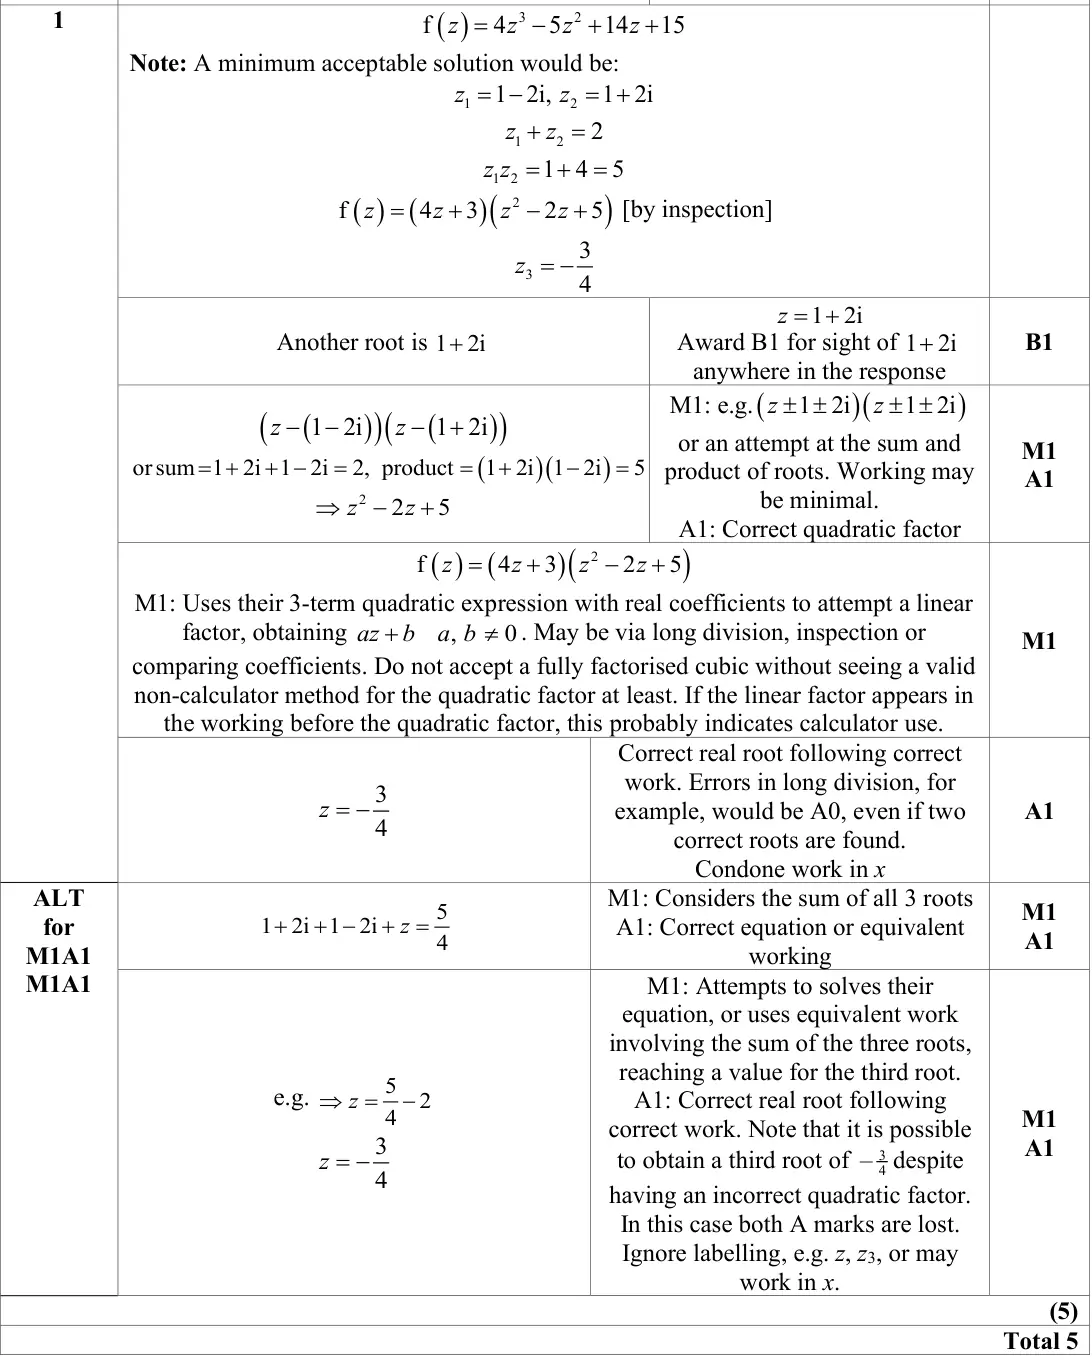 1
f(z) = 4z³ − 5z² + 14z + 15
Note: A minimum acceptable solution would be:
z₁ = 1 − 2i, z₂ = 1 + 2i
z₁ + z₂ = 2
z₁z₂ = 1 + 4 = 5
f(z) = (4z + 3)(z² − 2z + 5) [by inspection]
z₃ = −3/4
Another root is 1 + 2i
z = 1 + 2i
Award B1 for sight of 1 + 2i
anywhere in the response
B1
(z − (1 − 2i))(z − (1 + 2i))
or sum = 1 + 2i + 1 − 2i = 2, product = (1 + 2i)(1 − 2i) = 5
⇒ z² − 2z + 5
M1: e.g. (z ± 1 ± 2i)(z ± 1 ± 2i)
or an attempt at the sum and
product of roots. Working may
be minimal.
A1: Correct quadratic factor
M1
A1
f(z) = (4z + 3)(z² − 2z + 5)
M1: Uses their 3-term quadratic expression with real coefficients to attempt a linear
factor, obtaining az + b a, b ≠ 0. May be via long division, inspection or
comparing coefficients. Do not accept a fully factorised cubic without seeing a valid
non-calculator method for the quadratic factor at least. If the linear factor appears in
the working before the quadratic factor, this probably indicates calculator use.
M1
z = −3/4
Correct real root following correct
work. Errors in long division, for
example, would be A0, even if two
correct roots are found.
Condone work in x
A1
ALT
for
M1A1
M1A1
1 + 2i + 1 − 2i + z = 5/4
M1: Considers the sum of all 3 roots
A1: Correct equation or equivalent
working
M1
A1
e.g. ⇒ z = 5/4 − 2
z = −3/4
M1: Attempts to solves their
equation, or uses equivalent work
involving the sum of the three roots,
reaching a value for the third root.
A1: Correct real root following
correct work. Note that it is possible
to obtain a third root of −3/4 despite
having an incorrect quadratic factor.
In this case both A marks are lost.
Ignore labelling, e.g. z, z₃, or may
work in x.
M1
A1
(5)
Total 5